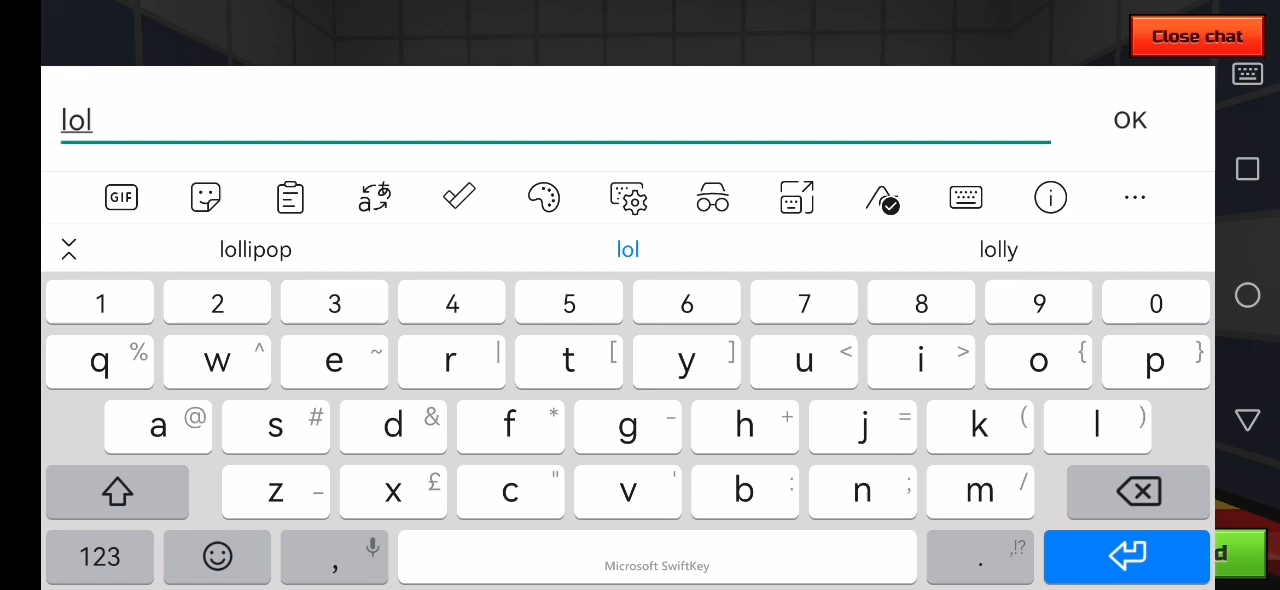 Close chat
lol
OK
GIF
lollipop lol lolly
1 2 3 4 5 6 7 8 9 0
q % w ^ e ~ r | t [ y ] u < i > o { p }
a @ s # d & f * g - h + j = k ( l )
z _ x £ c " v ' b : n ; m /
123 , Microsoft SwiftKey . ,!? d